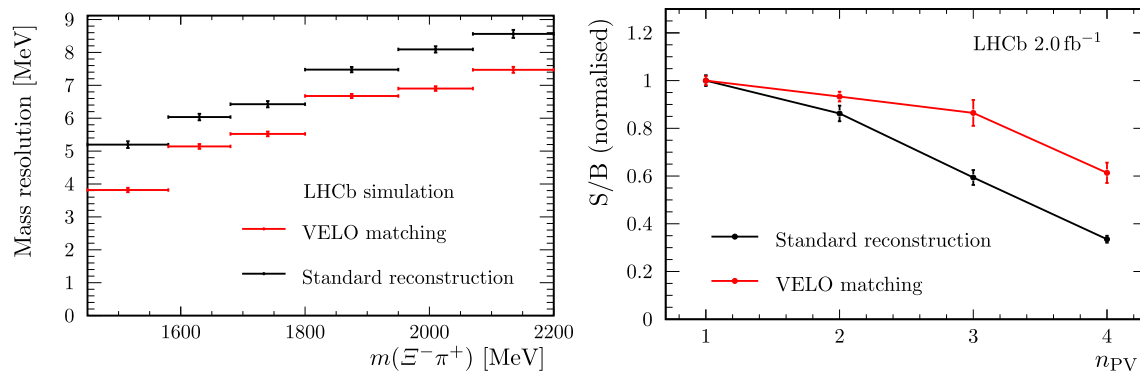 Mass resolution [MeV]
9
8
7
6
5
4
3
2
1
0
LHCb simulation
VELO matching
Standard reconstruction
1600 1800 2000 2200
m(Ξ⁻π⁺) [MeV]
S/B (normalised)
1.2
1
0.8
0.6
0.4
0.2
0
LHCb 2.0 fb⁻¹
Standard reconstruction
VELO matching
1 2 3 4
n_PV